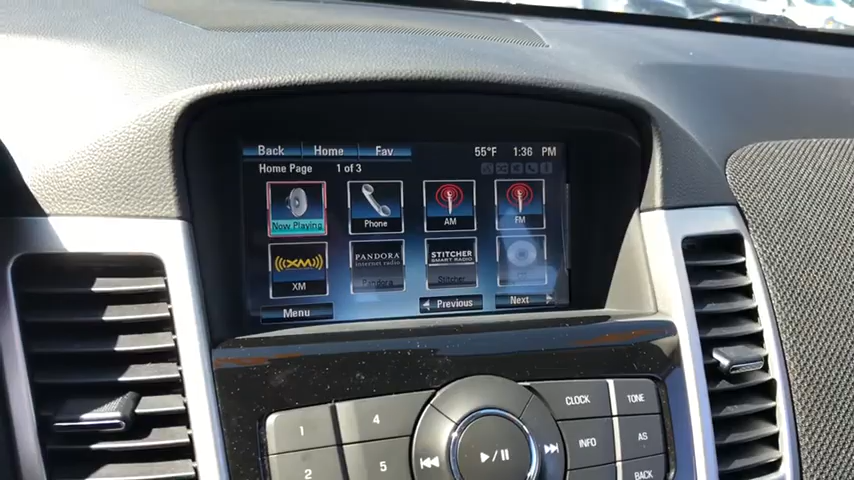 Back Home Fav 55°F 1:36 PM
Home Page 1 of 3
Now Playing Phone AM FM
XM PANDORA internet radio STITCHER SMART RADIO
XM Pandora Stitcher
Menu Previous Next
1 4 CLOCK TONE
2 5 INFO AS
BACK